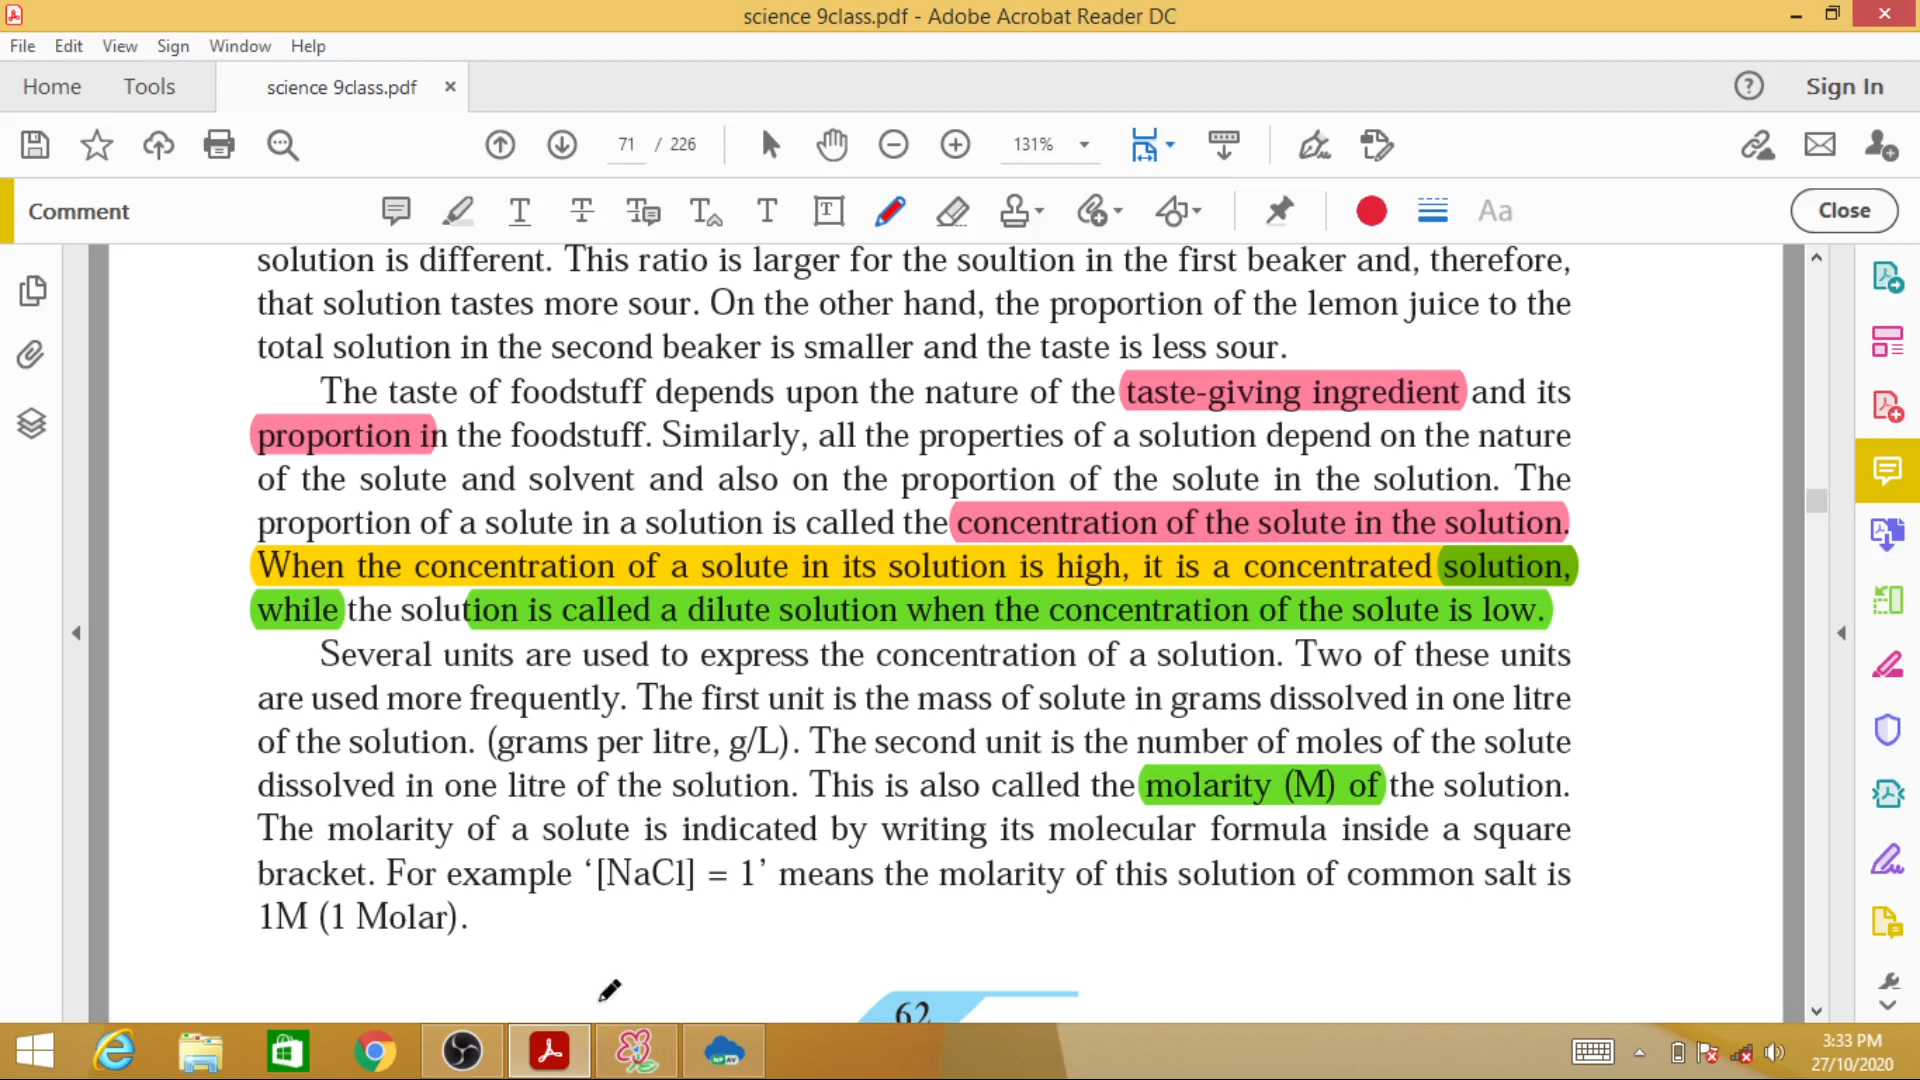 science 9class.pdf - Adobe Acrobat Reader DC
File Edit View Sign Window Help
Home Tools science 9class.pdf × Sign In
71 / 226 131%
Comment Aa Close
solution is different. This ratio is larger for the soultion in the first beaker and, therefore,
that solution tastes more sour. On the other hand, the proportion of the lemon juice to the
total solution in the second beaker is smaller and the taste is less sour.
The taste of foodstuff depends upon the nature of the taste-giving ingredient and its
proportion in the foodstuff. Similarly, all the properties of a solution depend on the nature
of the solute and solvent and also on the proportion of the solute in the solution. The
proportion of a solute in a solution is called the concentration of the solute in the solution.
When the concentration of a solute in its solution is high, it is a concentrated solution,
while the solution is called a dilute solution when the concentration of the solute is low.
Several units are used to express the concentration of a solution. Two of these units
are used more frequently. The first unit is the mass of solute in grams dissolved in one litre
of the solution. (grams per litre, g/L). The second unit is the number of moles of the solute
dissolved in one litre of the solution. This is also called the molarity (M) of the solution.
The molarity of a solute is indicated by writing its molecular formula inside a square
bracket. For example ‘[NaCl] = 1’ means the molarity of this solution of common salt is
1M (1 Molar).
62
3:33 PM
27/10/2020